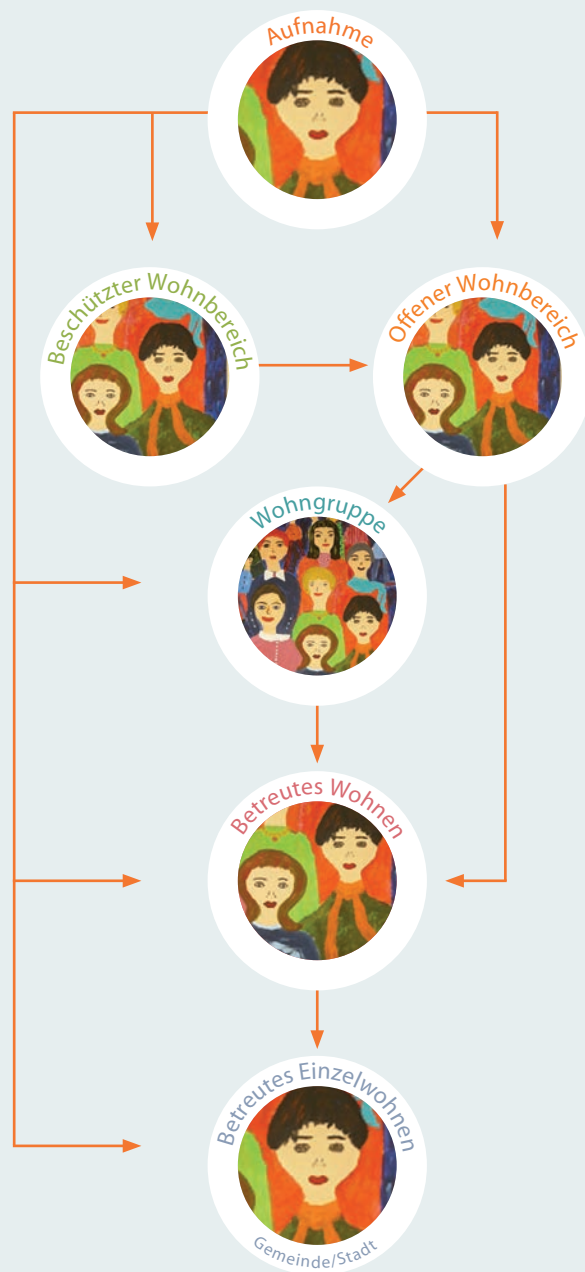 Aufnahme
Beschützter Wohnbereich
Offener Wohnbereich
Wohngruppe
Betreutes Wohnen
Betreutes Einzelwohnen
Gemeinde/Stadt